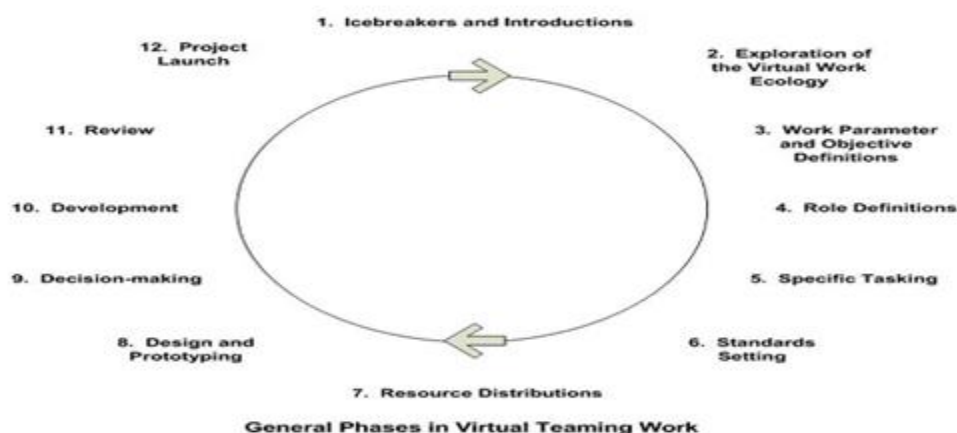 1. Icebreakers and Introductions
2. Exploration of
the Virtual Work
Ecology
3. Work Parameter
and Objective
Definitions
4. Role Definitions
5. Specific Tasking
6. Standards
Setting
7. Resource Distributions
8. Design and
Prototyping
9. Decision-making
10. Development
11. Review
12. Project
Launch
General Phases in Virtual Teaming Work